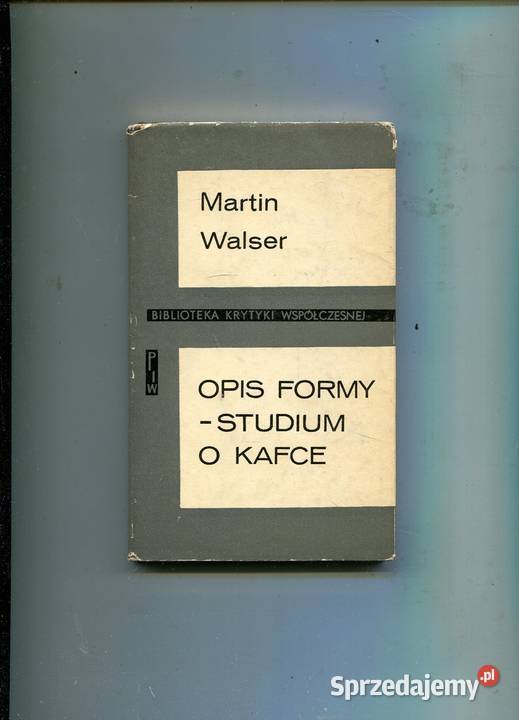 Martin
Walser
BIBLIOTEKA KRYTYKI WSPÓŁCZESNEJ
PIW
OPIS FORMY
-STUDIUM
O KAFCE
Sprzedajemy.pl